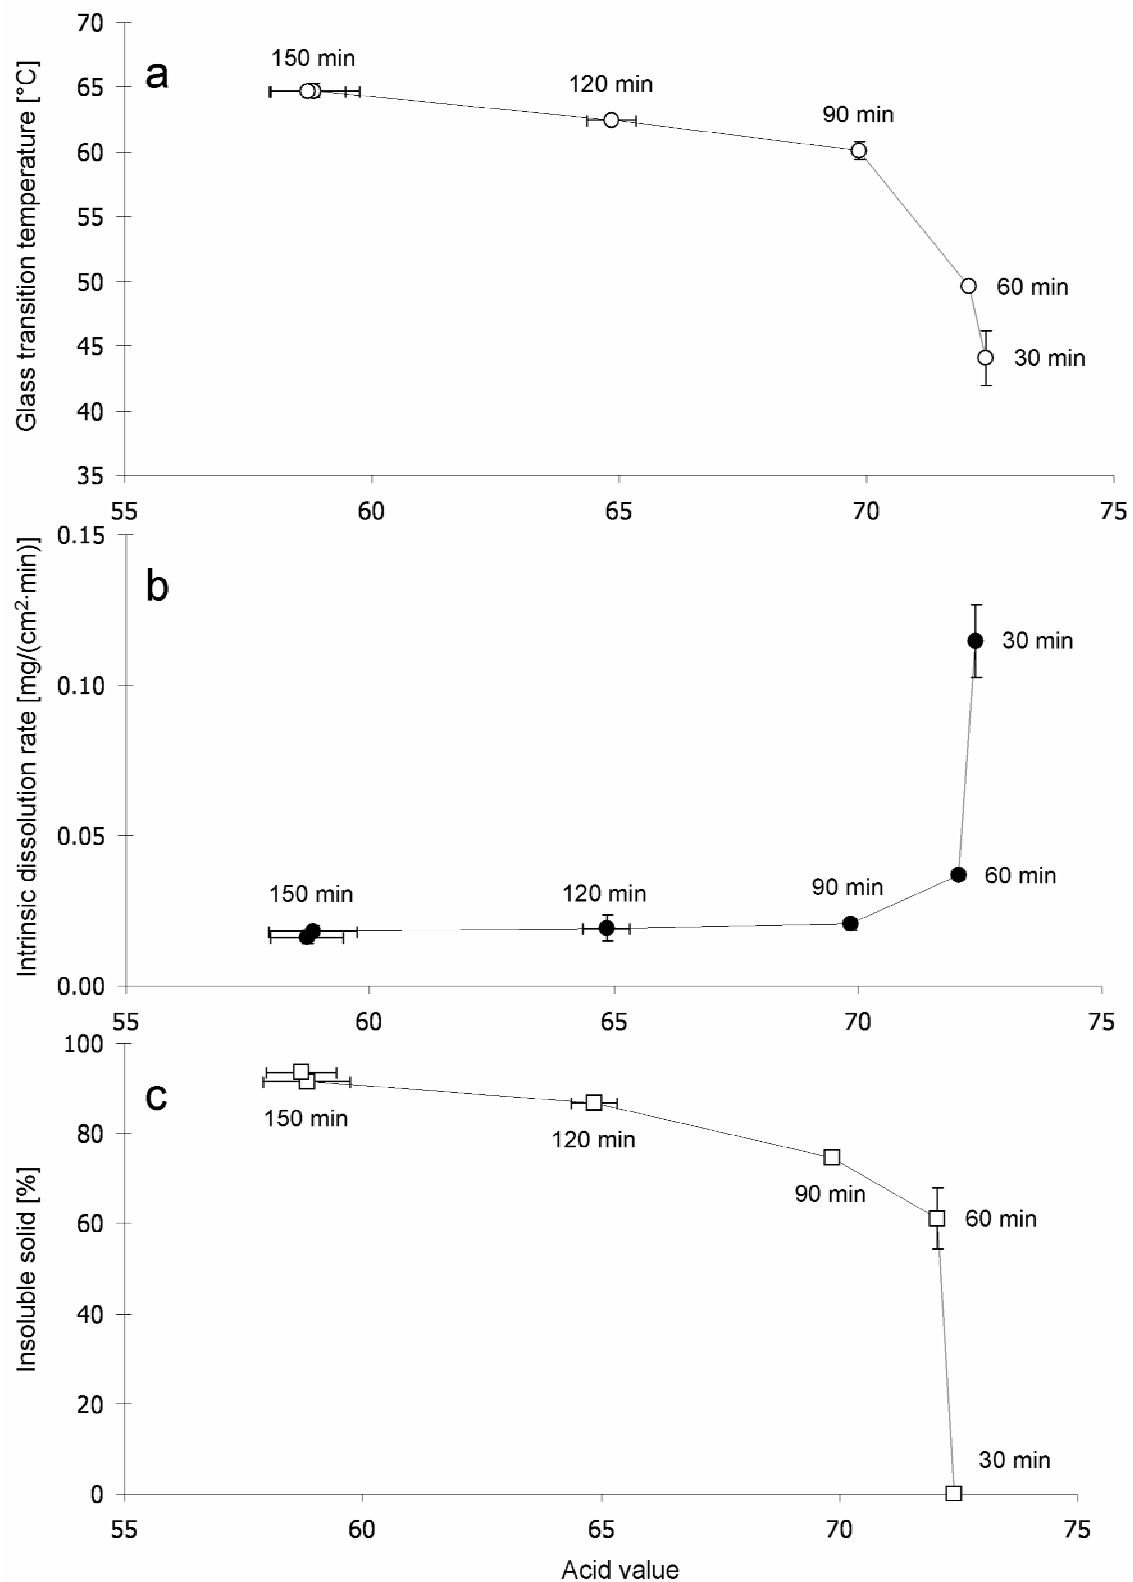 70
65
60
55
50
45
40
35
Glass transition temperature [°C]
a
150 min
120 min
90 min
60 min
30 min
55
60
65
70
75
0.15
0.10
0.05
0.00
Intrinsic dissolution rate [mg/(cm²·min)]
b
30 min
150 min
120 min
90 min
60 min
55
60
65
70
75
100
80
60
40
20
0
Insoluble solid [%]
c
150 min
120 min
90 min
60 min
30 min
55
60
65
70
75
Acid value